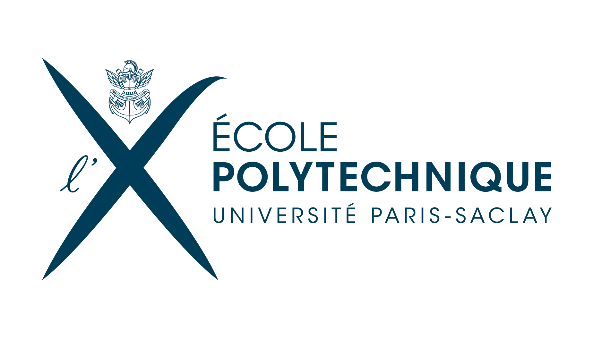 l'X
ÉCOLE
POLYTECHNIQUE
UNIVERSITÉ PARIS-SACLAY